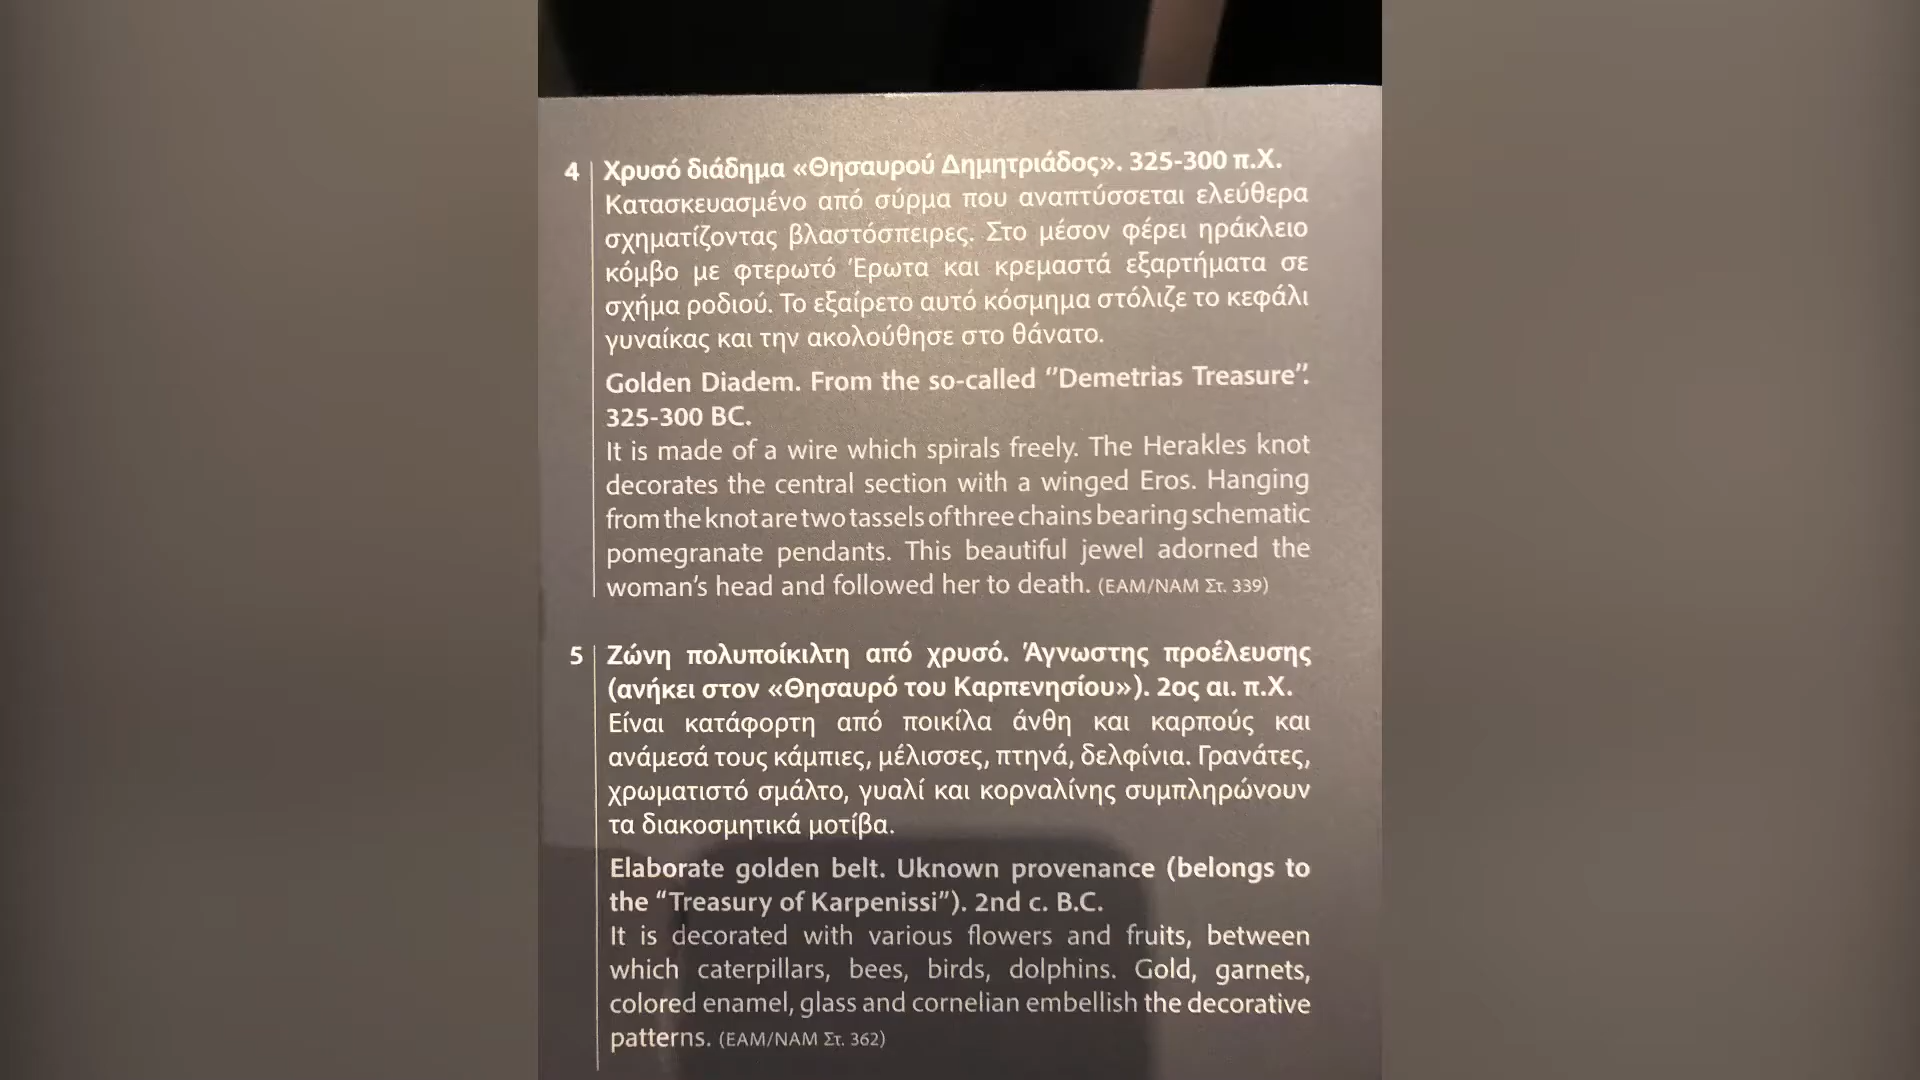 4
Χρυσό διάδημα «Θησαυρού Δημητριάδος». 325-300 π.Χ.
Κατασκευασμένο από σύρμα που αναπτύσσεται ελεύθερα
σχηματίζοντας βλαστόσπειρες. Στο μέσον φέρει ηράκλειο
κόμβο με φτερωτό Έρωτα και κρεμαστά εξαρτήματα σε
σχήμα ροδιού. Το εξαίρετο αυτό κόσμημα στόλιζε το κεφάλι
γυναίκας και την ακολούθησε στο θάνατο.
Golden Diadem. From the so-called "Demetrias Treasure".
325-300 BC.
It is made of a wire which spirals freely. The Herakles knot
decorates the central section with a winged Eros. Hanging
from the knot are two tassels of three chains bearing schematic
pomegranate pendants. This beautiful jewel adorned the
woman's head and followed her to death. (EAM/NAM Στ. 339)
5
Ζώνη πολυποίκιλτη από χρυσό. Άγνωστης προέλευσης
(ανήκει στον «Θησαυρό του Καρπενησίου»). 2ος αι. π.Χ.
Είναι κατάφορτη από ποικίλα άνθη και καρπούς και
ανάμεσά τους κάμπιες, μέλισσες, πτηνά, δελφίνια. Γρανάτες,
χρωματιστό σμάλτο, γυαλί και κορναλίνης συμπληρώνουν
τα διακοσμητικά μοτίβα.
Elaborate golden belt. Uknown provenance (belongs to
the "Treasury of Karpenissi"). 2nd c. B.C.
It is decorated with various flowers and fruits, between
which caterpillars, bees, birds, dolphins. Gold, garnets,
colored enamel, glass and cornelian embellish the decorative
patterns. (EAM/NAM Στ. 362)